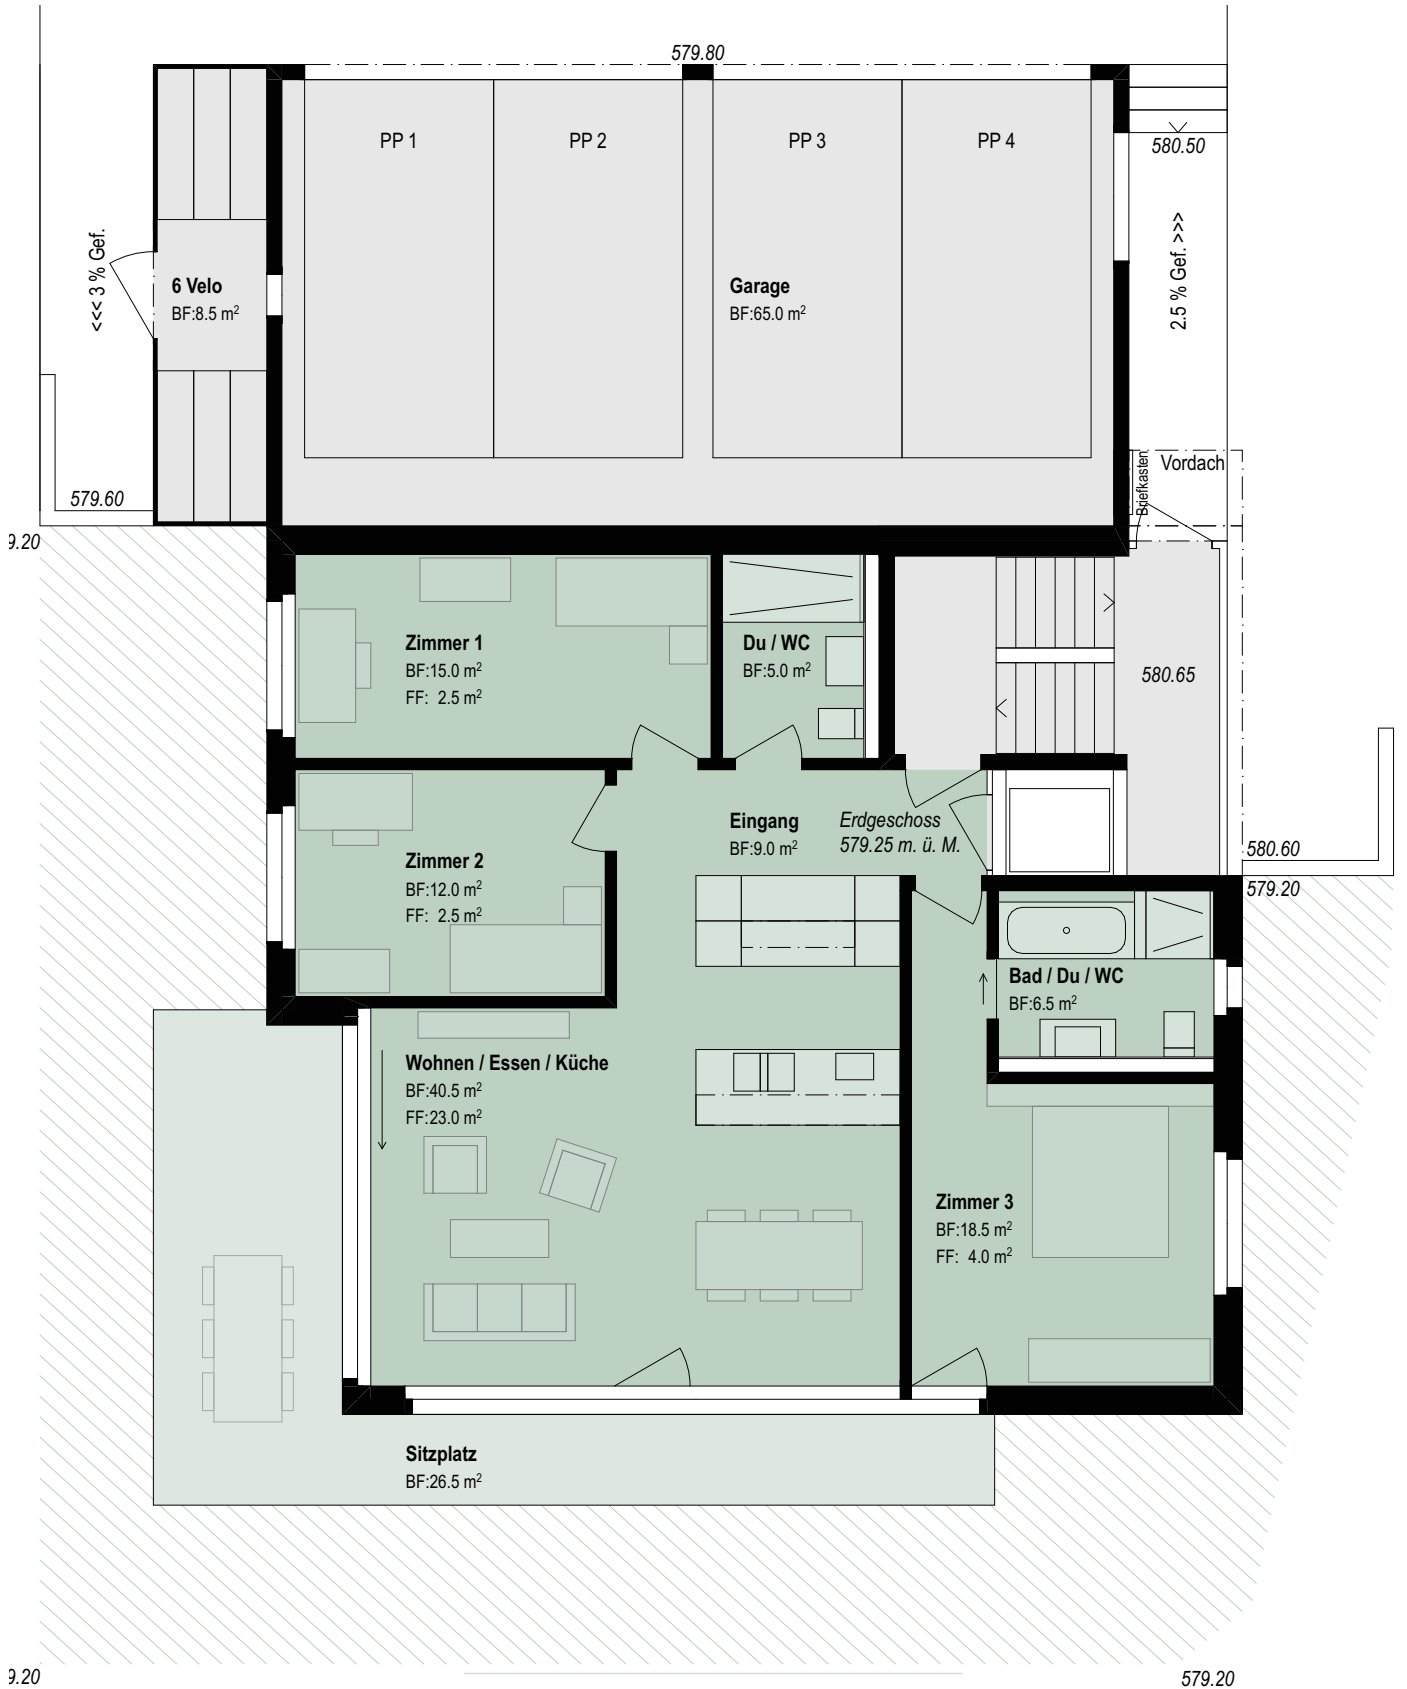 579.80
PP 1
PP 2
PP 3
PP 4
580.50
<<< 3 % Gef.
2.5 % Gef. >>>
6 Velo
BF:8.5 m²
Garage
BF:65.0 m²
Vordach
Briefkasten
579.60
9.20
Zimmer 1
BF:15.0 m²
FF: 2.5 m²
Du / WC
BF:5.0 m²
580.65
Eingang
BF:9.0 m²
Erdgeschoss
579.25 m. ü. M.
Zimmer 2
BF:12.0 m²
FF: 2.5 m²
580.60
579.20
Bad / Du / WC
BF:6.5 m²
Wohnen / Essen / Küche
BF:40.5 m²
FF:23.0 m²
Zimmer 3
BF:18.5 m²
FF: 4.0 m²
Sitzplatz
BF:26.5 m²
9.20
579.20